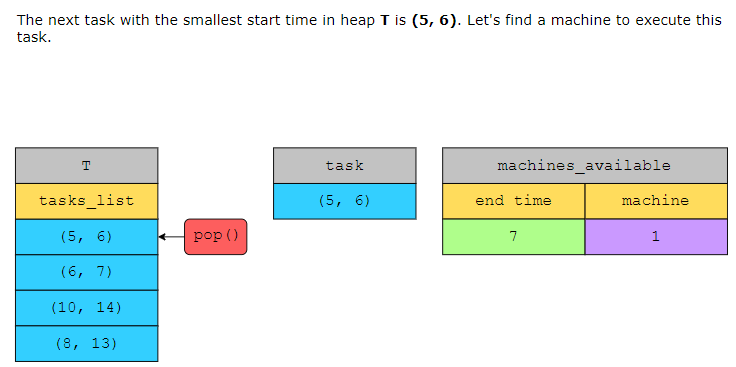 The next task with the smallest start time in heap T is (5, 6). Let's find a machine to execute this
task.
T
tasks_list
(5, 6)
(6, 7)
(10, 14)
(8, 13)
pop()
task
(5, 6)
machines_available
end time machine
7 1